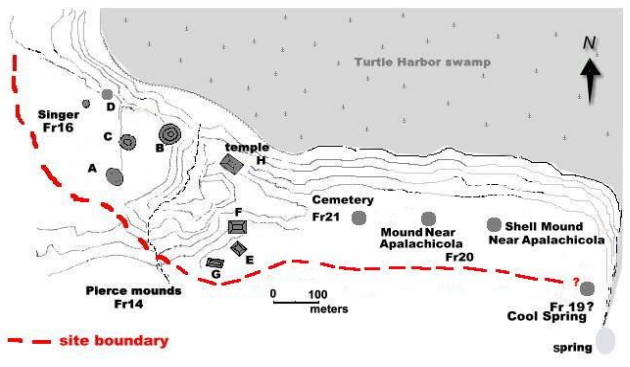 Turtle Harbor swamp
N
Singer
Fr16
D
C
B
A
temple
H
Cemetery
Fr21
Mound Near
Apalachicola
Fr20
Shell Mound
Near Apalachicola
F
E
G
Pierce mounds
Fr14
0 100
meters
?
Fr 19?
Cool Spring
spring
site boundary